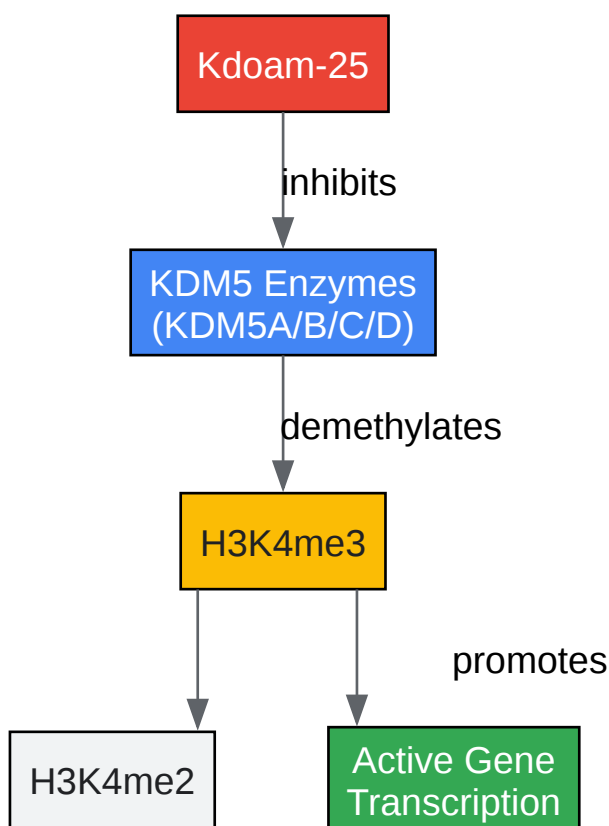 Kdoam-25
inhibits
KDM5 Enzymes
(KDM5A/B/C/D)
demethylates
H3K4me3
promotes
H3K4me2
Active Gene
Transcription